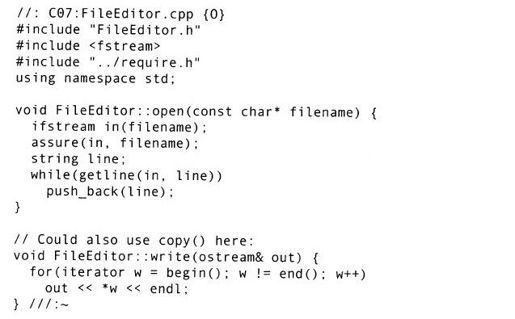 //: C07:FileEditor.cpp {O}
#include "FileEditor.h"
#include <fstream>
#include "../require.h"
using namespace std;

void FileEditor::open(const char* filename) {
  ifstream in(filename);
  assure(in, filename);
  string line;
  while(getline(in, line))
    push_back(line);
}

// Could also use copy() here:
void FileEditor::write(ostream& out) {
  for(iterator w = begin(); w != end(); w++)
    out << *w << endl;
} ///:~